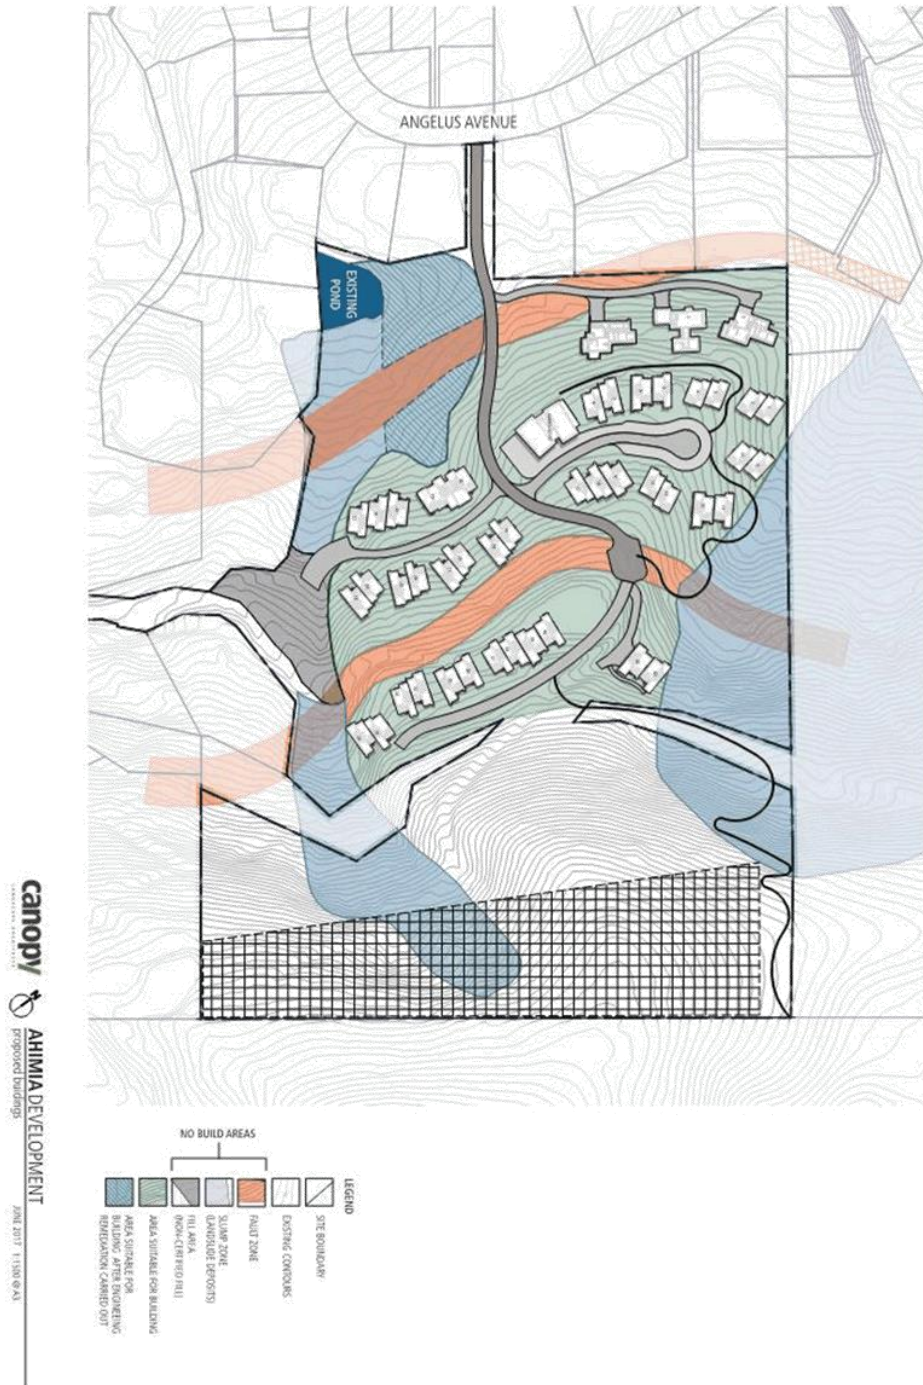 ANGELUS AVENUE
EXISTING
POND
NO BUILD AREAS
LEGEND
SITE BOUNDARY
EXISTING CONTOURS
FAULT ZONE
SLUMP ZONE
(LANDSLIDE DEPOSITS)
FILL AREA
(NON-CERTIFIED FILL)
AREA SUITABLE FOR BUILDING
AREA SUITABLE FOR
BUILDING AFTER ENGINEEING
REMEDIATION CARRIED OUT
canopy
AHIMIA DEVELOPMENT
proposed buildings
JUNE 2017 1:1500 @ A3